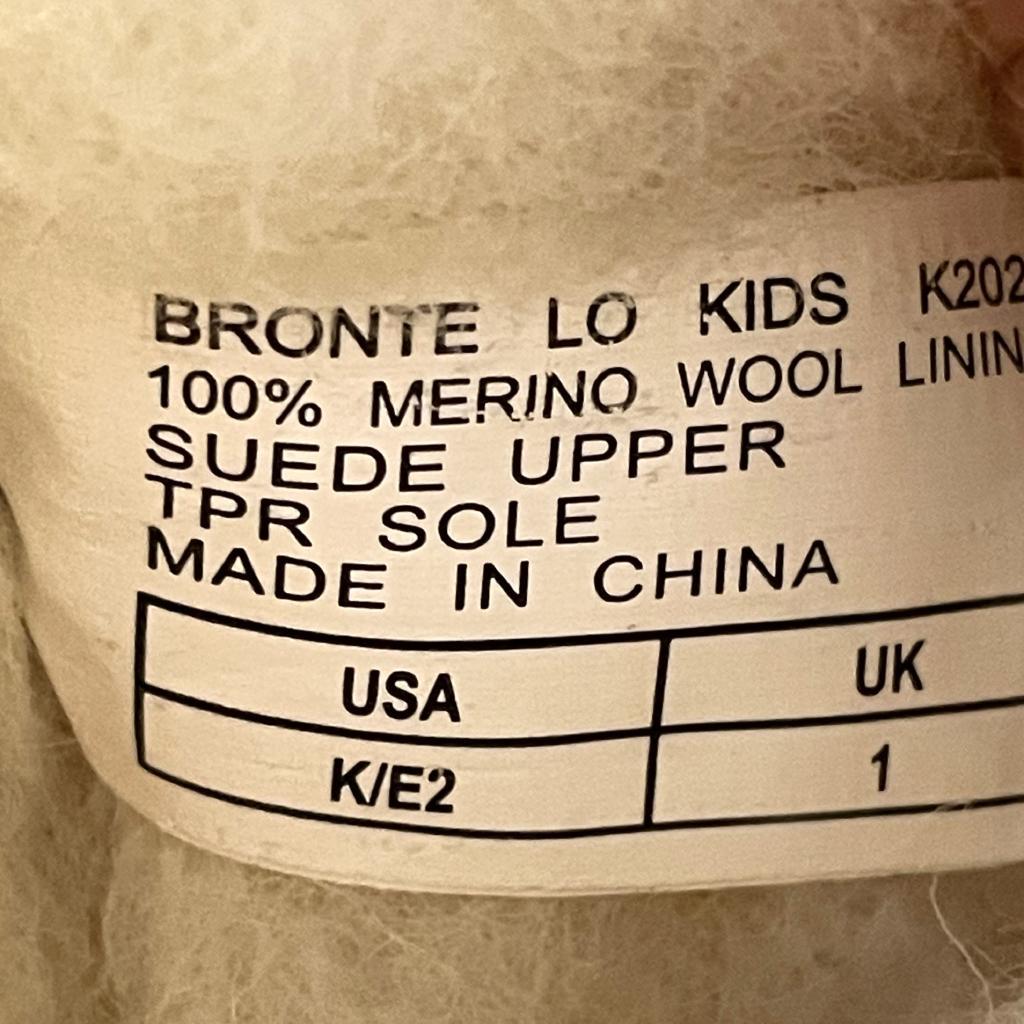 BRONTE LO KIDS K202
100% MERINO WOOL LININ
SUEDE UPPER
TPR SOLE
MADE IN CHINA
USA UK
K/E2 1